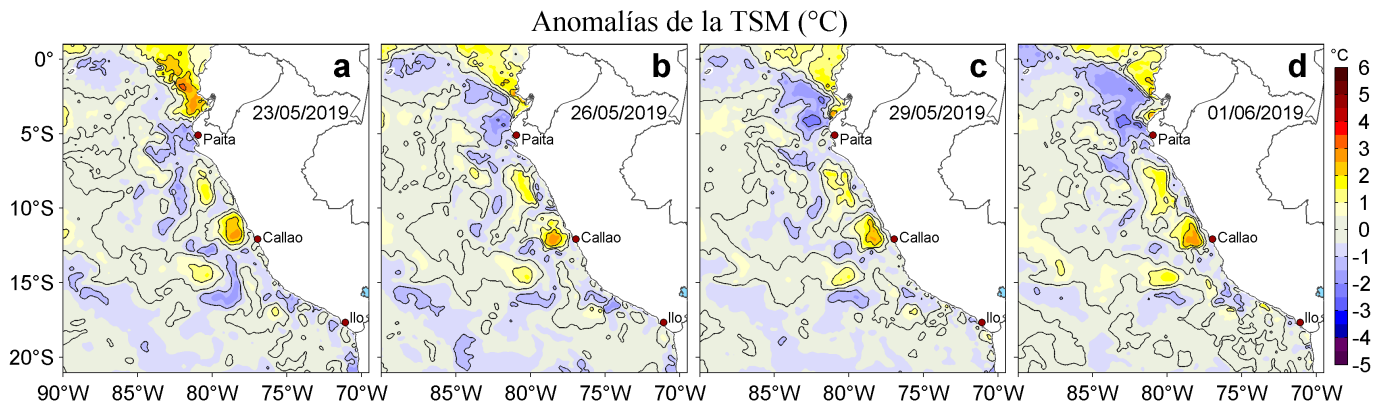 Anomalías de la TSM (°C)
a
b
c
d
°C
0°
5°S
10°S
15°S
20°S
23/05/2019
26/05/2019
29/05/2019
01/06/2019
Paita
Callao
Ilo
Paita
Callao
Ilo
Paita
Callao
Ilo
Paita
Callao
Ilo
6
5
4
3
2
1
0
-1
-2
-3
-4
-5
90°W
85°W
80°W
75°W
70°W
85°W
80°W
75°W
70°W
85°W
80°W
75°W
70°W
85°W
80°W
75°W
70°W